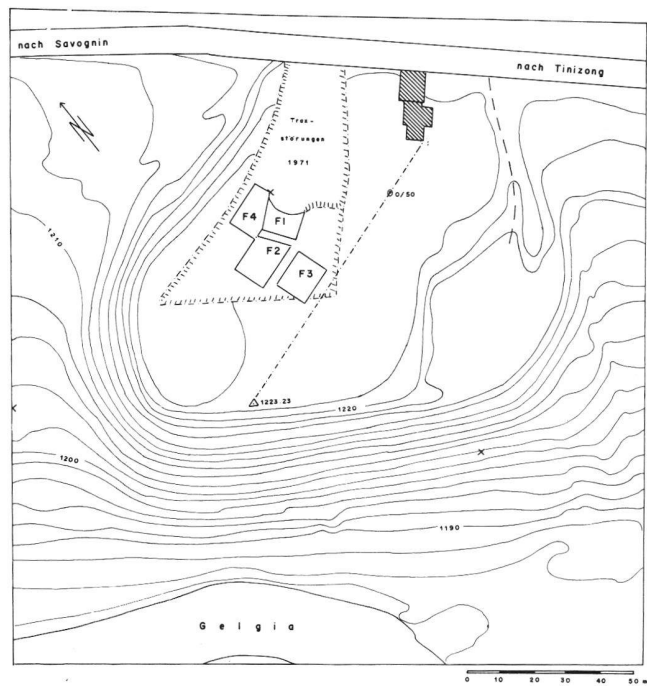 nach Savognin
nach Tinizong
Trax-
störungen
1971
0/50
F4
F1
F2
F3
1210
1223.23
1220
1200
1190
Gelgia
0 10 20 30 40 50 m